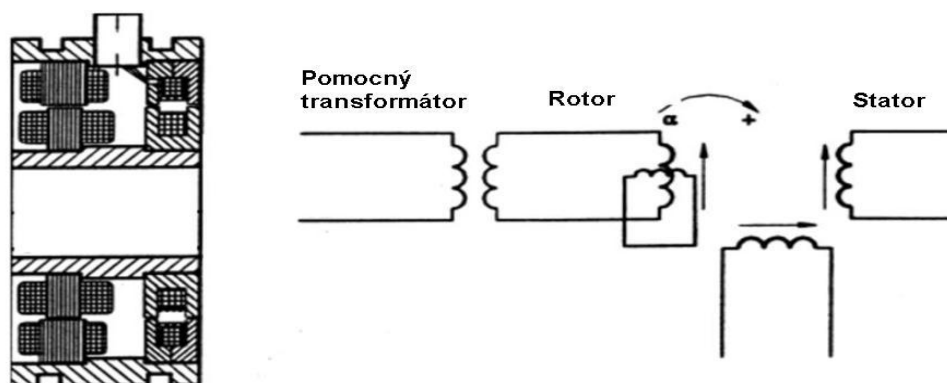 Pomocný
transformátor
Rotor
Stator
- α +